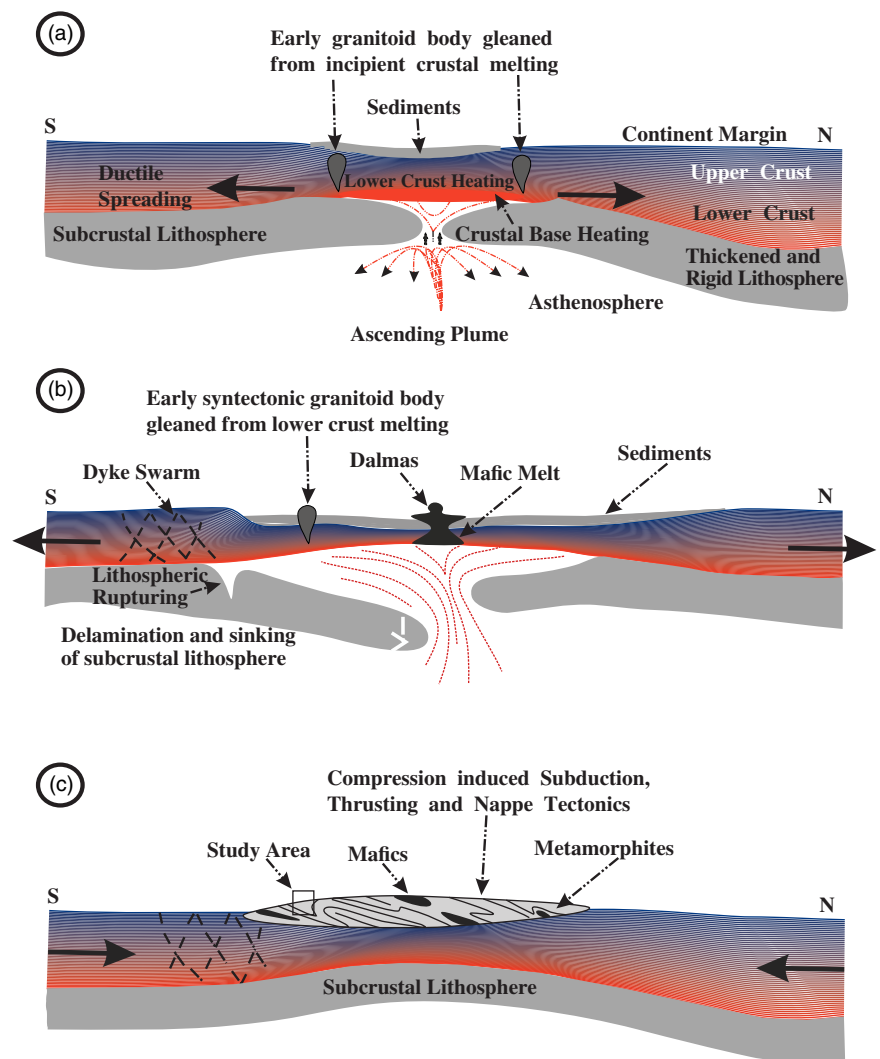 (a)
Early granitoid body gleaned
from incipient crustal melting
Sediments
S
Continent Margin
N
Ductile
Spreading
Lower Crust Heating
Upper Crust
Lower Crust
Subcrustal Lithosphere
Crustal Base Heating
Thickened and
Rigid Lithosphere
Asthenosphere
Ascending Plume
(b)
Early syntectonic granitoid body
gleaned from lower crust melting
Dyke Swarm
Dalmas
Mafic Melt
Sediments
S
N
Lithospheric
Rupturing
Delamination and sinking
of subcrustal lithosphere
(c)
Compression induced Subduction,
Thrusting and Nappe Tectonics
Study Area
Mafics
Metamorphites
S
N
Subcrustal Lithosphere